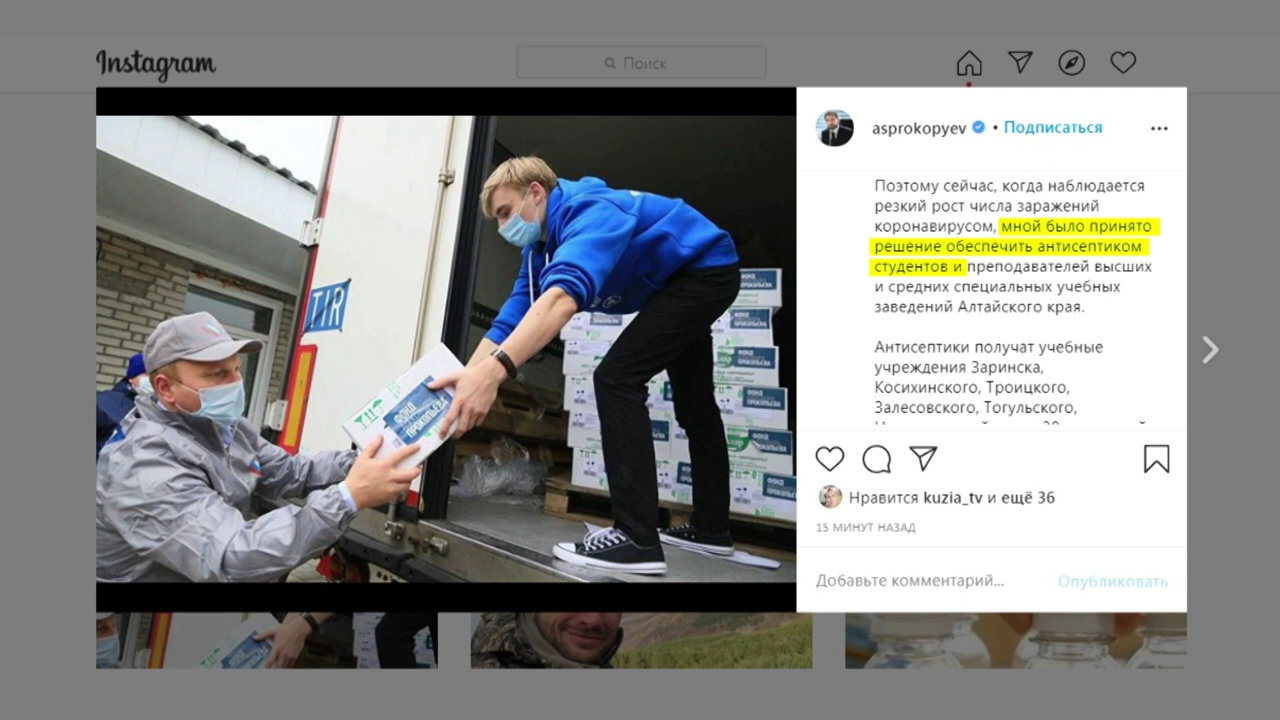 Instagram
Поиск
asprokopyev • Подписаться
Поэтому сейчас, когда наблюдается
резкий рост числа заражений
коронавирусом, мной было принято
решение обеспечить антисептиком
студентов и преподавателей высших
и средних специальных учебных
заведений Алтайского края.
Антисептики получат учебные
учреждения Заринска,
Косихинского, Троицкого,
Залесовского, Тогульского,
Нравится kuzia_tv и ещё 36
15 МИНУТ НАЗАД
Добавьте комментарий...
Опубликовать
TIR
ФОНД
ПРОКОПЬЕВА